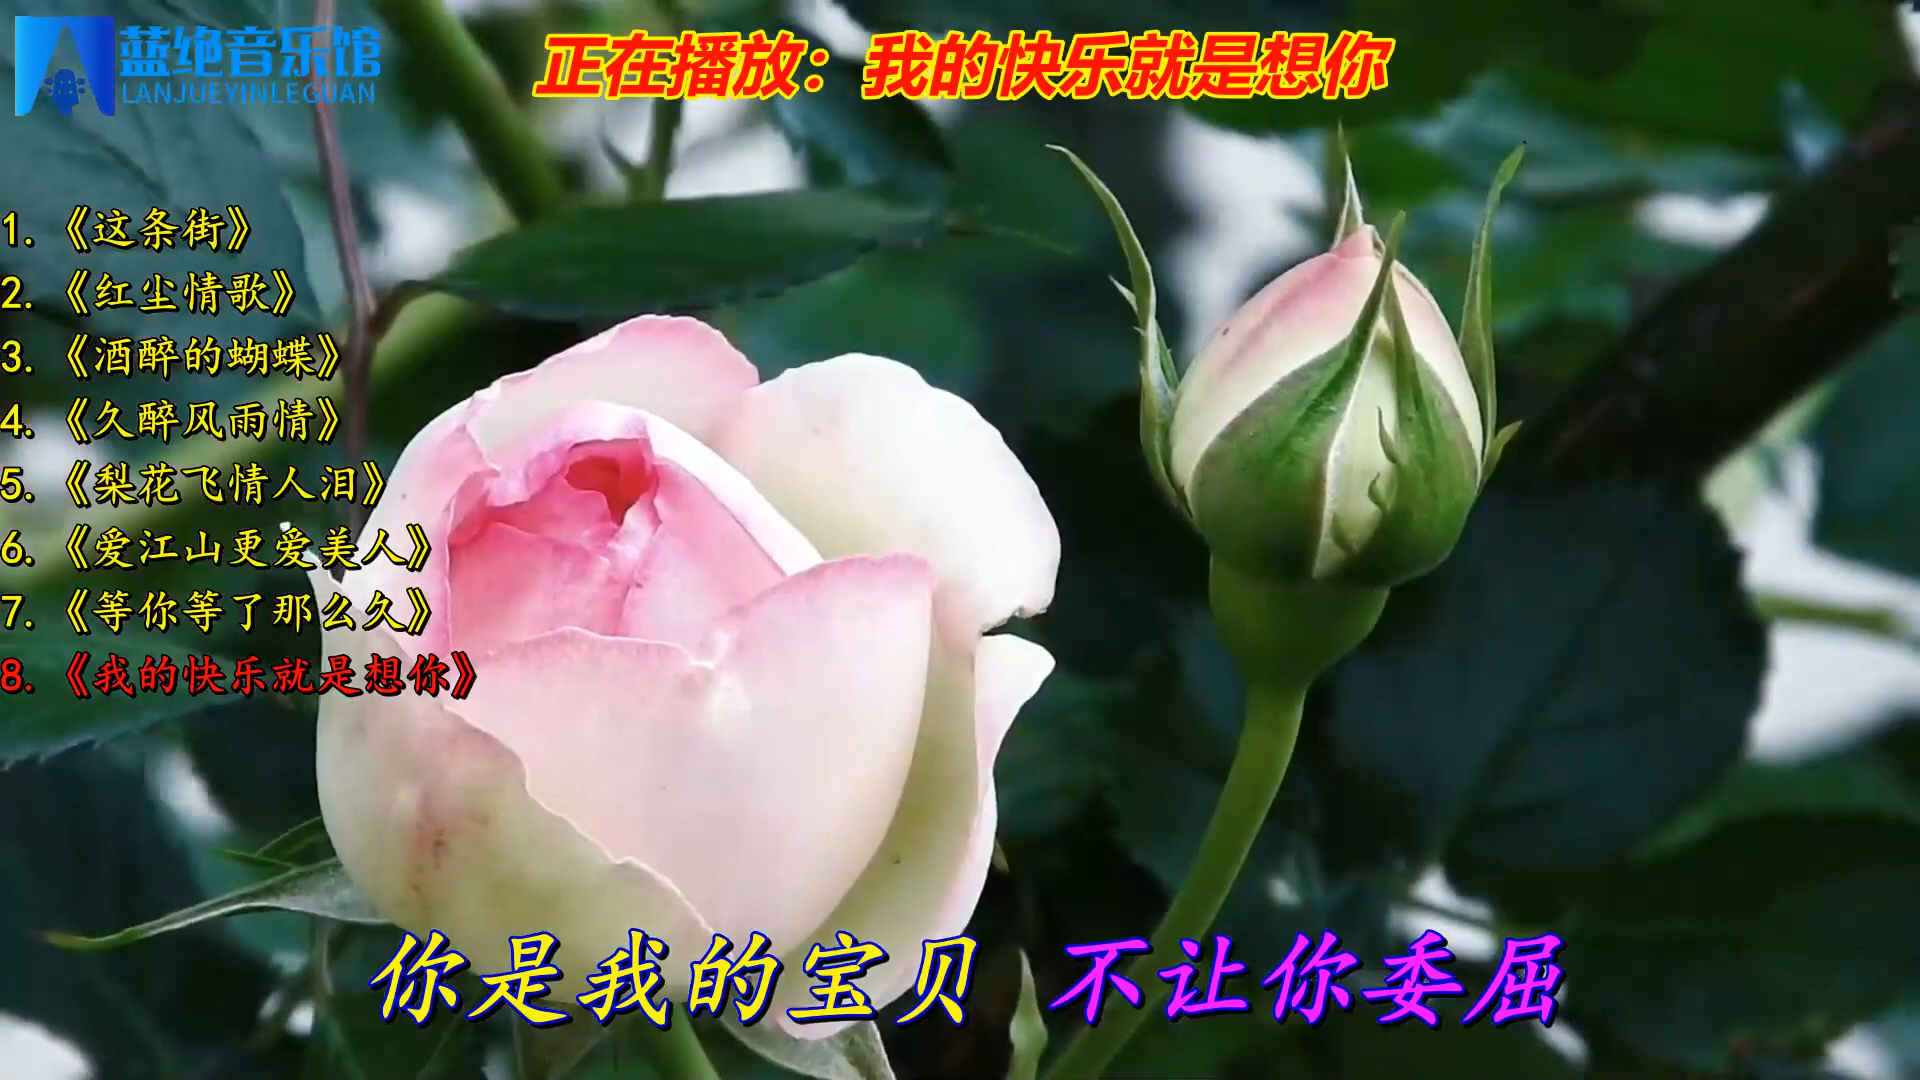 蓝绝音乐馆
LANJUEYINLEGUAN
正在播放：我的快乐就是想你
1.《这条街》
2.《红尘情歌》
3.《酒醉的蝴蝶》
4.《久醉风雨情》
5.《梨花飞情人泪》
6.《爱江山更爱美人》
7.《等你等了那么久》
8.《我的快乐就是想你》
你是我的宝贝 不让你委屈